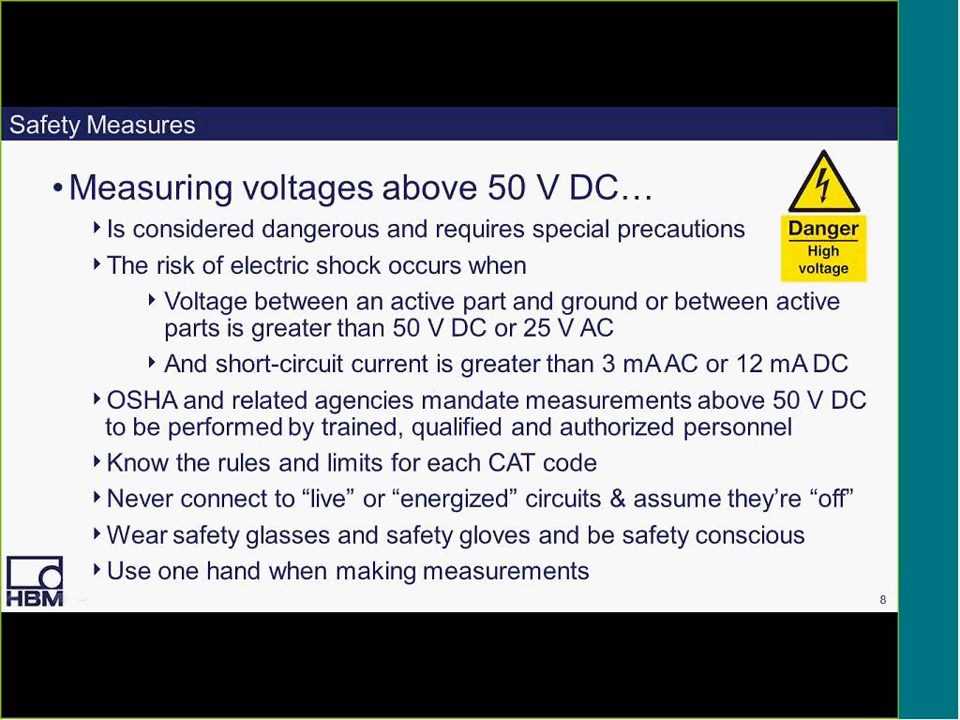 Safety Measures
• Measuring voltages above 50 V DC…
Is considered dangerous and requires special precautions
The risk of electric shock occurs when
Voltage between an active part and ground or between active
parts is greater than 50 V DC or 25 V AC
And short-circuit current is greater than 3 mA AC or 12 mA DC
OSHA and related agencies mandate measurements above 50 V DC
to be performed by trained, qualified and authorized personnel
Know the rules and limits for each CAT code
Never connect to “live” or “energized” circuits & assume they’re “off”
Wear safety glasses and safety gloves and be safety conscious
Use one hand when making measurements
Danger
High
voltage
HBM
8